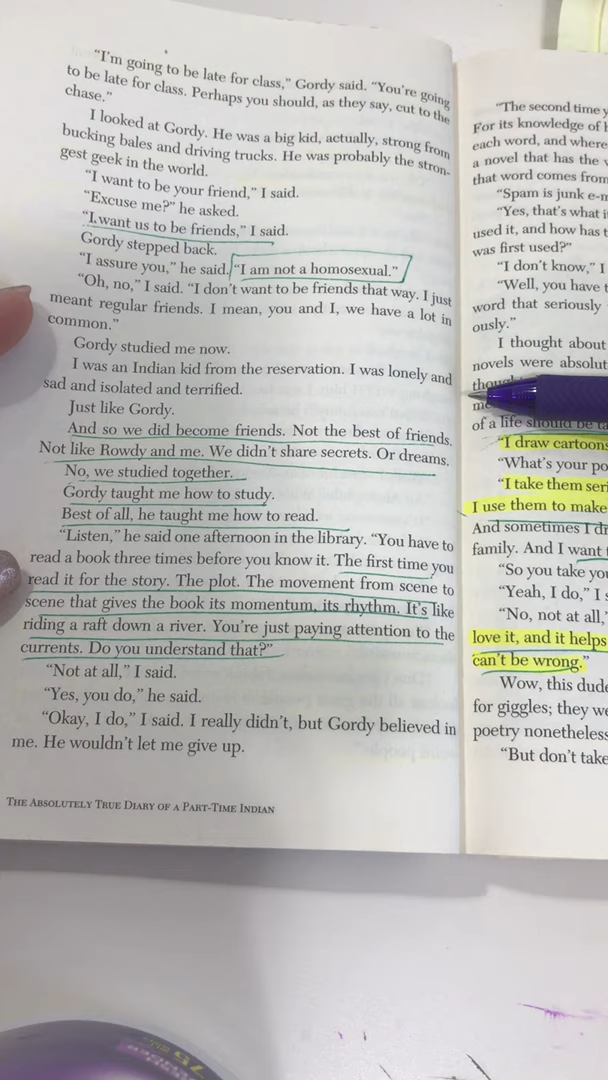 "I'm going to be late for class," Gordy said. "You're going
to be late for class. Perhaps you should, as they say, cut to the
chase."
I looked at Gordy. He was a big kid, actually, strong from
bucking bales and driving trucks. He was probably the stron-
gest geek in the world.
"I want to be your friend," I said.
"Excuse me?" he asked.
"I want us to be friends," I said.
Gordy stepped back.
"I assure you," he said. "I am not a homosexual."
"Oh, no," I said. "I don't want to be friends that way. I just
meant regular friends. I mean, you and I, we have a lot in
common."
Gordy studied me now.
I was an Indian kid from the reservation. I was lonely and
sad and isolated and terrified.
Just like Gordy.
And so we did become friends. Not the best of friends.
Not like Rowdy and me. We didn't share secrets. Or dreams.
No, we studied together.
Gordy taught me how to study.
Best of all, he taught me how to read.
"Listen," he said one afternoon in the library. "You have to
read a book three times before you know it. The first time you
read it for the story. The plot. The movement from scene to
scene that gives the book its momentum, its rhythm. It's like
riding a raft down a river. You're just paying attention to the
currents. Do you understand that?"
"Not at all," I said.
"Yes, you do," he said.
"Okay, I do," I said. I really didn't, but Gordy believed in
me. He wouldn't let me give up.
THE ABSOLUTELY TRUE DIARY OF A PART-TIME INDIAN
"The second time y
For its knowledge of h
each word, and where
a novel that has the
that word comes from
"Spam is junk e-m
"Yes, that's what i
used it, and how has t
was first used?"
"I don't know," I
"Well, you have t
word that seriously
ously."
I thought about
novels were absolut
of a life should be ta
"I draw cartoons
"What's your po
"I take them seri
I use them to make
And sometimes I dr
family. And I want t
"So you take you
"Yeah, I do," I s
"No, not at all,"
love it, and it helps
can't be wrong."
Wow, this dude
for giggles; they we
poetry nonetheless
"But don't take
75